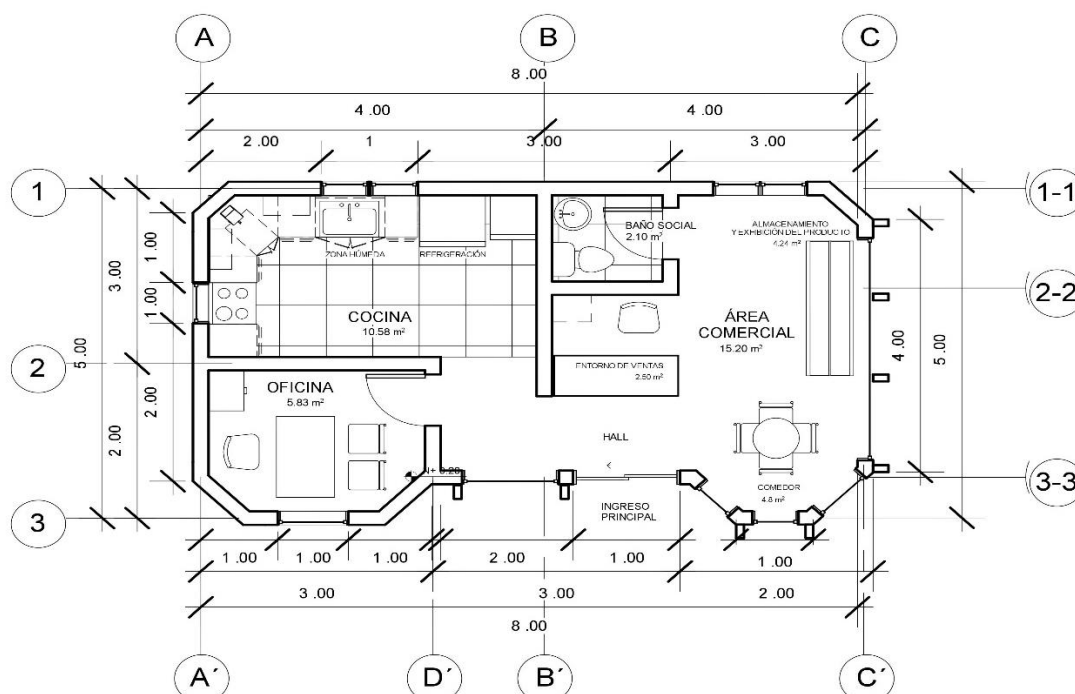 A
B
C
8 .00
4 .00
4 .00
2 .00
1
3 .00
3 .00
1
1-1
1.00
3.00
BAÑO SOCIAL
2.10 m²
ALMACENAMIENTO
Y EXHIBICIÓN DEL PRODUCTO
4.24 m²
ZONA HÚMEDA
REFRIGERACIÓN
2-2
1.00
COCINA
10.58 m²
ÁREA
COMERCIAL
15.20 m²
5.00
4.00
5.00
2
ENTORNO DE VENTAS
2.60 m²
OFICINA
5.83 m²
2.00
2.00
HALL
N+ 0.20
3-3
COMEDOR
4.8 m²
INGRESO
PRINCIPAL
3
1.00
1.00
1.00
2.00
1.00
1.00
3 .00
3 .00
2 .00
8 .00
A´
D´
B´
C´